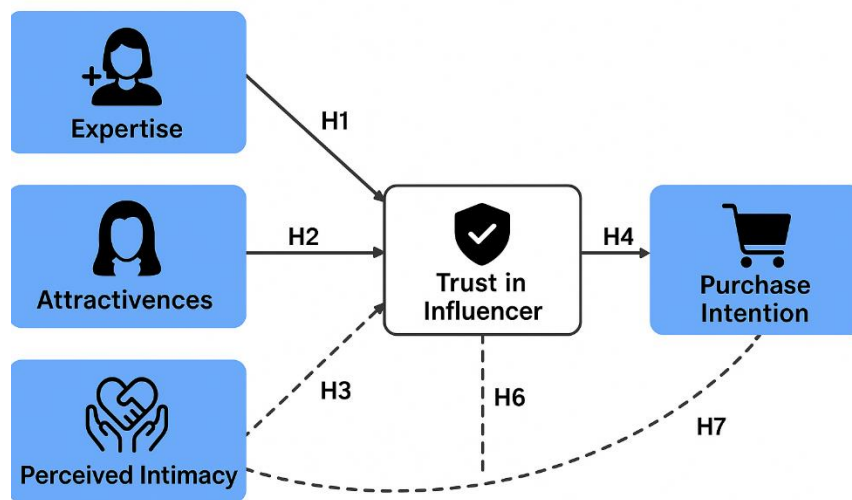 Expertise
H1
Attractivences
H2
Trust in
Influencer
H4
Purchase
Intention
Perceived Intimacy
H3
H6
H7